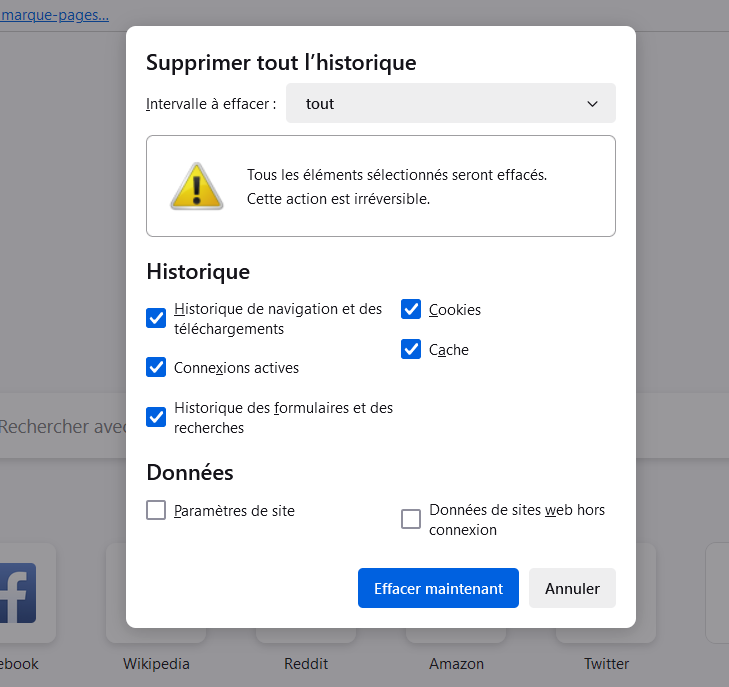 marque-pages...
Supprimer tout l’historique
Intervalle à effacer :
tout
Tous les éléments sélectionnés seront effacés.
Cette action est irréversible.
Historique
Historique de navigation et des
téléchargements
Cookies
Cache
Connexions actives
Historique des formulaires et des
recherches
Rechercher avec
Données
Paramètres de site
Données de sites web hors
connexion
Effacer maintenant
Annuler
ebook
Wikipedia
Reddit
Amazon
Twitter